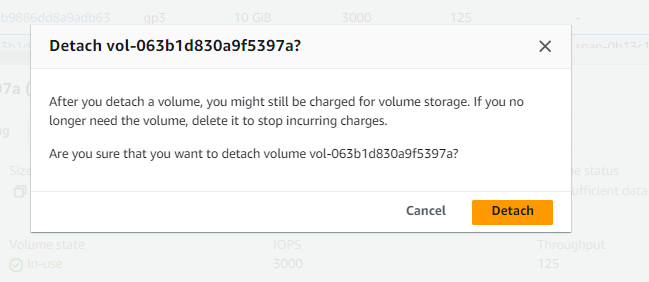 b9886dd8a9adb63 gp3 10 GiB 3000 125 -
Detach vol-063b1d830a9f5397a?
After you detach a volume, you might still be charged for volume storage. If you no
longer need the volume, delete it to stop incurring charges.
Are you sure that you want to detach volume vol-063b1d830a9f5397a?
Cancel Detach
Volume state IOPS Throughput
In-use 3000 125